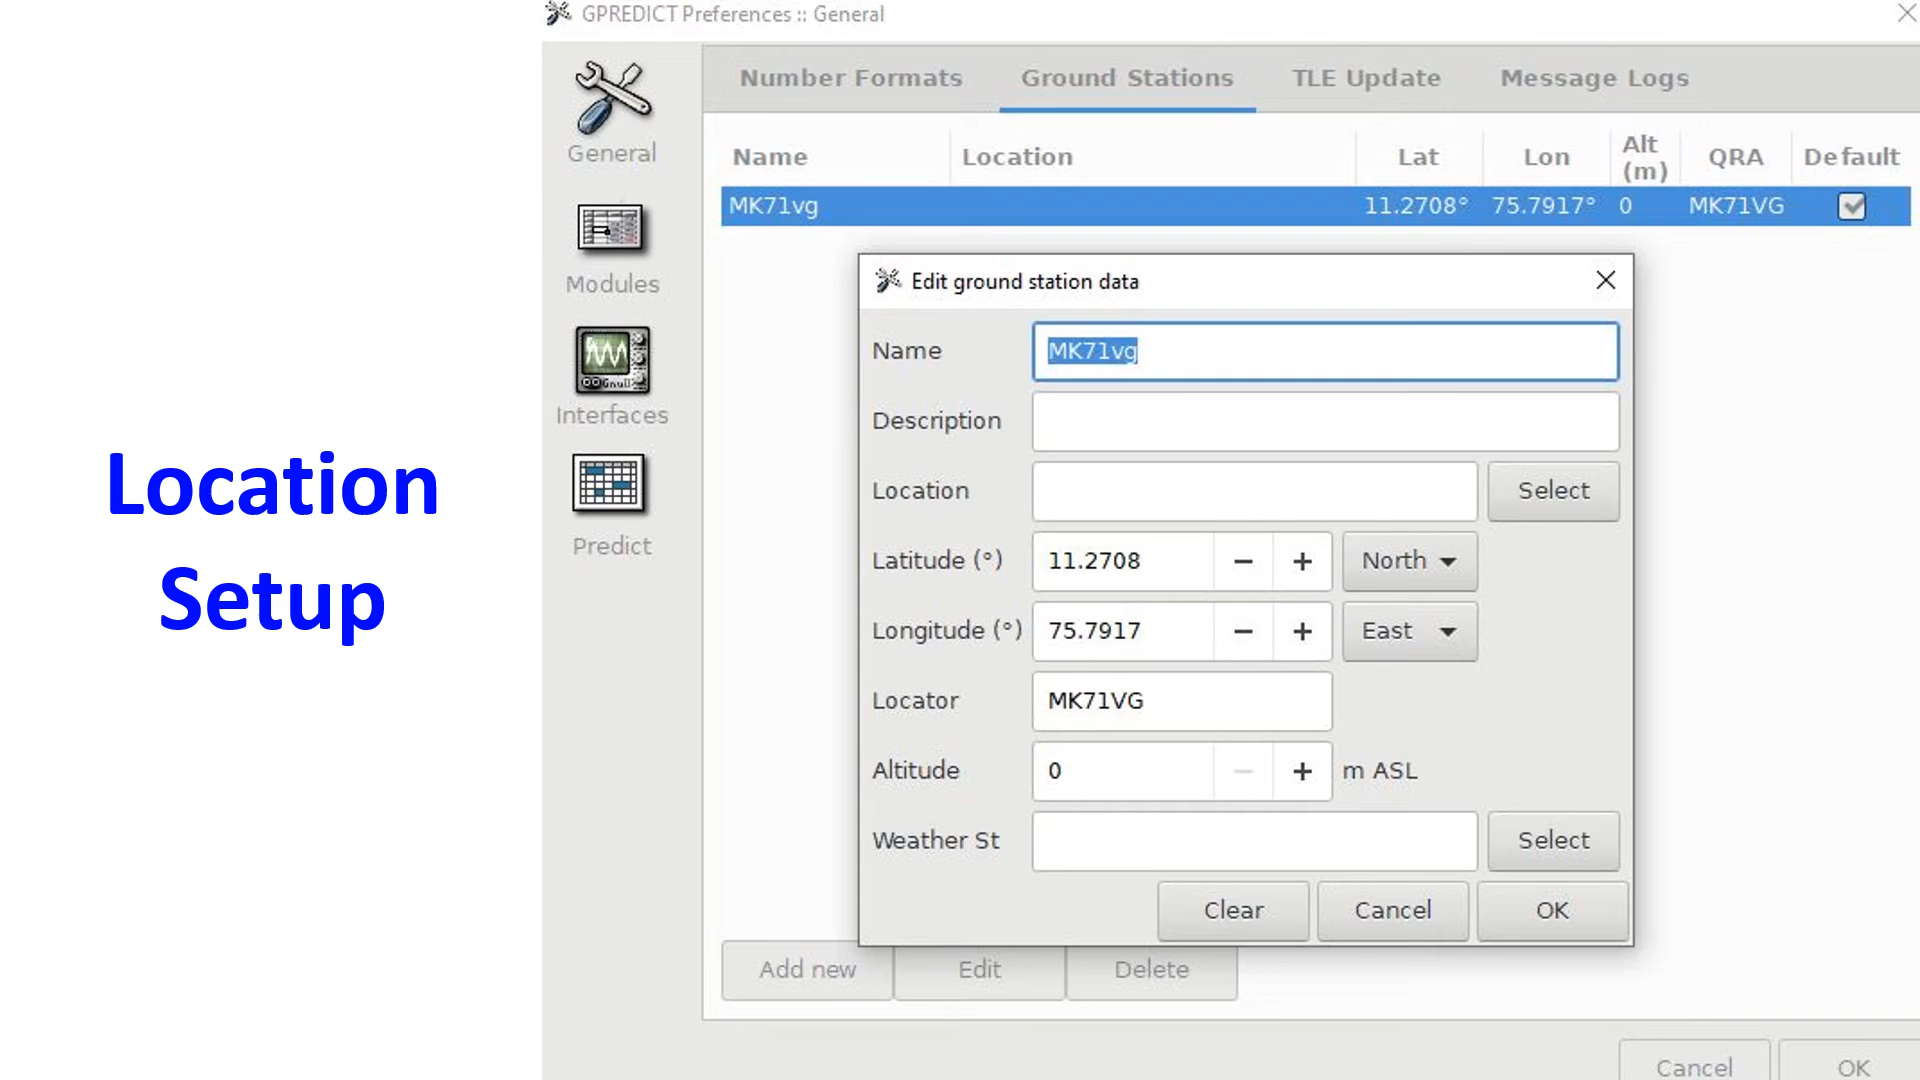 GPREDICT Preferences :: General
Location
Setup
General
Modules
Interfaces
Predict
Number Formats
Ground Stations
TLE Update
Message Logs
Name
Location
Lat
Lon
Alt
(m)
QRA
Default
MK71vg
11.2708°
75.7917°
0
MK71VG
Edit ground station data
Name
MK71vg
Description
Location
Select
Latitude (°)
11.2708
North
Longitude (°)
75.7917
East
Locator
MK71VG
Altitude
0
m ASL
Weather St
Select
Clear
Cancel
OK
Add new
Edit
Delete
Cancel
OK